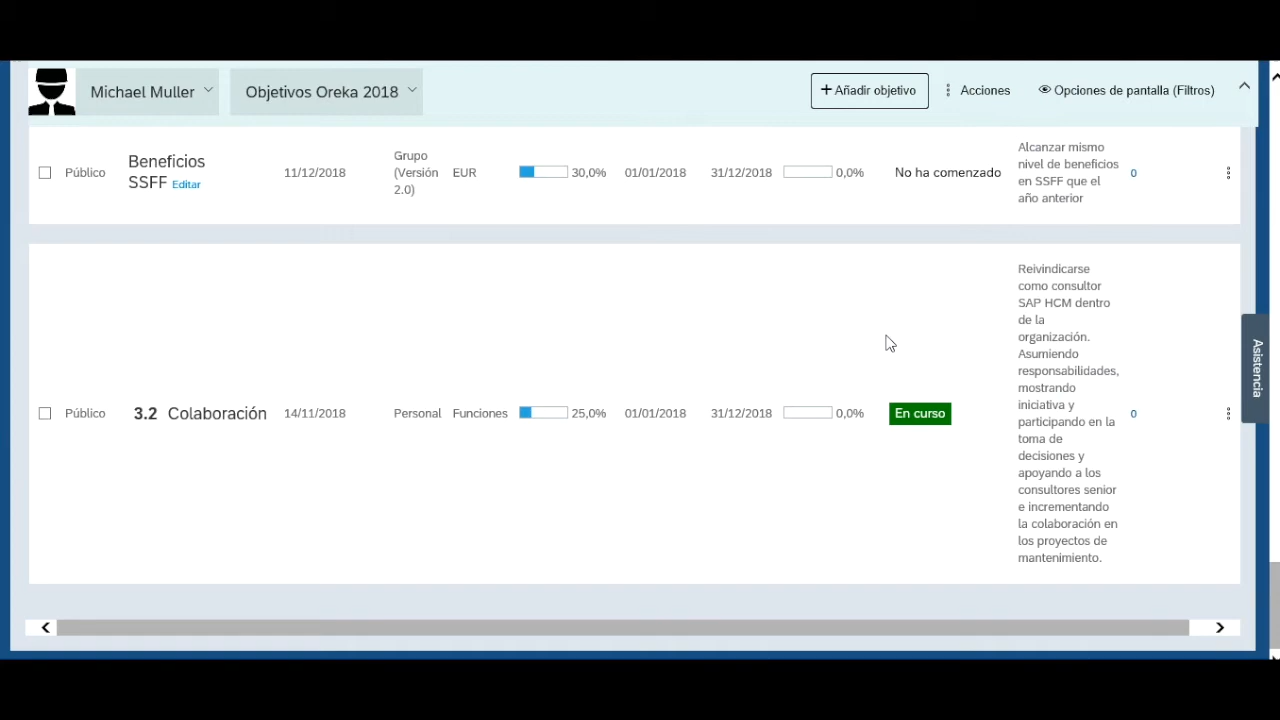 Michael Muller
Objetivos Oreka 2018
+ Añadir objetivo
Acciones
Opciones de pantalla (Filtros)
Público
Beneficios
SSFF Editar
11/12/2018
Grupo
(Versión
2.0)
EUR
30,0%
01/01/2018
31/12/2018
0,0%
No ha comenzado
Alcanzar mismo
nivel de beneficios
en SSFF que el
año anterior
0
Público
3.2 Colaboración
14/11/2018
Personal
Funciones
25,0%
01/01/2018
31/12/2018
0,0%
En curso
Reivindicarse
como consultor
SAP HCM dentro
de la
organización.
Asumiendo
responsabilidades,
mostrando
iniciativa y
participando en la
toma de
decisiones y
apoyando a los
consultores senior
e incrementando
la colaboración en
los proyectos de
mantenimiento.
0
Asistencia